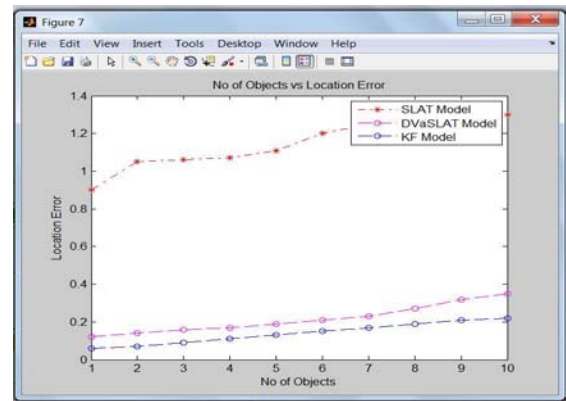 Figure 7
File Edit View Insert Tools Desktop Window Help
No of Objects vs Location Error
SLAT Model
DVaSLAT Model
KF Model
1.4
1.2
1
0.8
0.6
0.4
0.2
0
Location Error
1 2 3 4 5 6 7 8 9 10
No of Objects